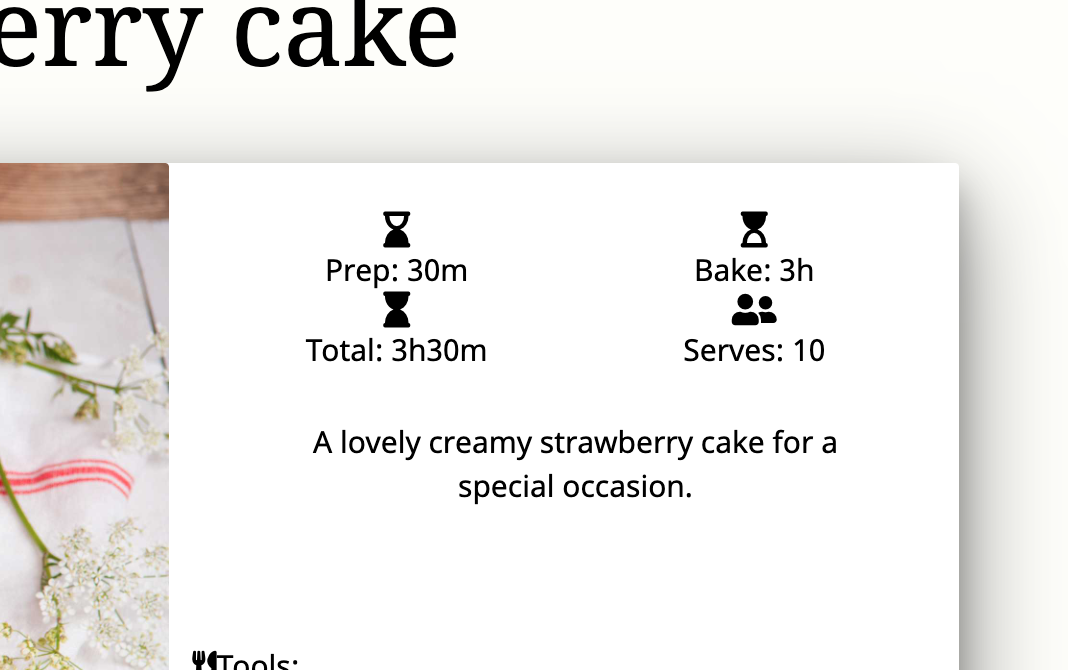 erry cake
Prep: 30m
Bake: 3h
Total: 3h30m
Serves: 10
A lovely creamy strawberry cake for a
special occasion.
Tools: